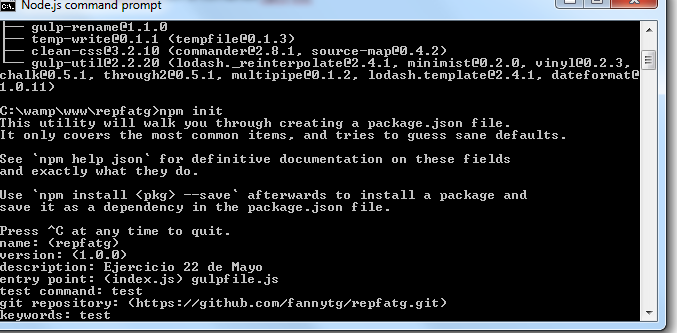 Node.js command prompt
├── gulp-rename@1.1.0
├── temp-write@0.1.1 (tempfile@0.1.3)
├── clean-css@3.2.10 (commander@2.8.1, source-map@0.4.2)
└── gulp-util@2.2.20 (lodash._reinterpolate@2.4.1, minimist@0.2.0, vinyl@0.2.3,
chalk@0.5.1, through2@0.5.1, multipipe@0.1.2, lodash.template@2.4.1, dateformat@
1.0.11)
C:\wamp\www\repfatg>npm init
This utility will walk you through creating a package.json file.
It only covers the most common items, and tries to guess sane defaults.
See `npm help json` for definitive documentation on these fields
and exactly what they do.
Use `npm install <pkg> --save` afterwards to install a package and
save it as a dependency in the package.json file.
Press ^C at any time to quit.
name: (repfatg)
version: (1.0.0)
description: Ejercicio 22 de Mayo
entry point: (index.js) gulpfile.js
test command: test
git repository: (https://github.com/fannytg/repfatg.git)
keywords: test